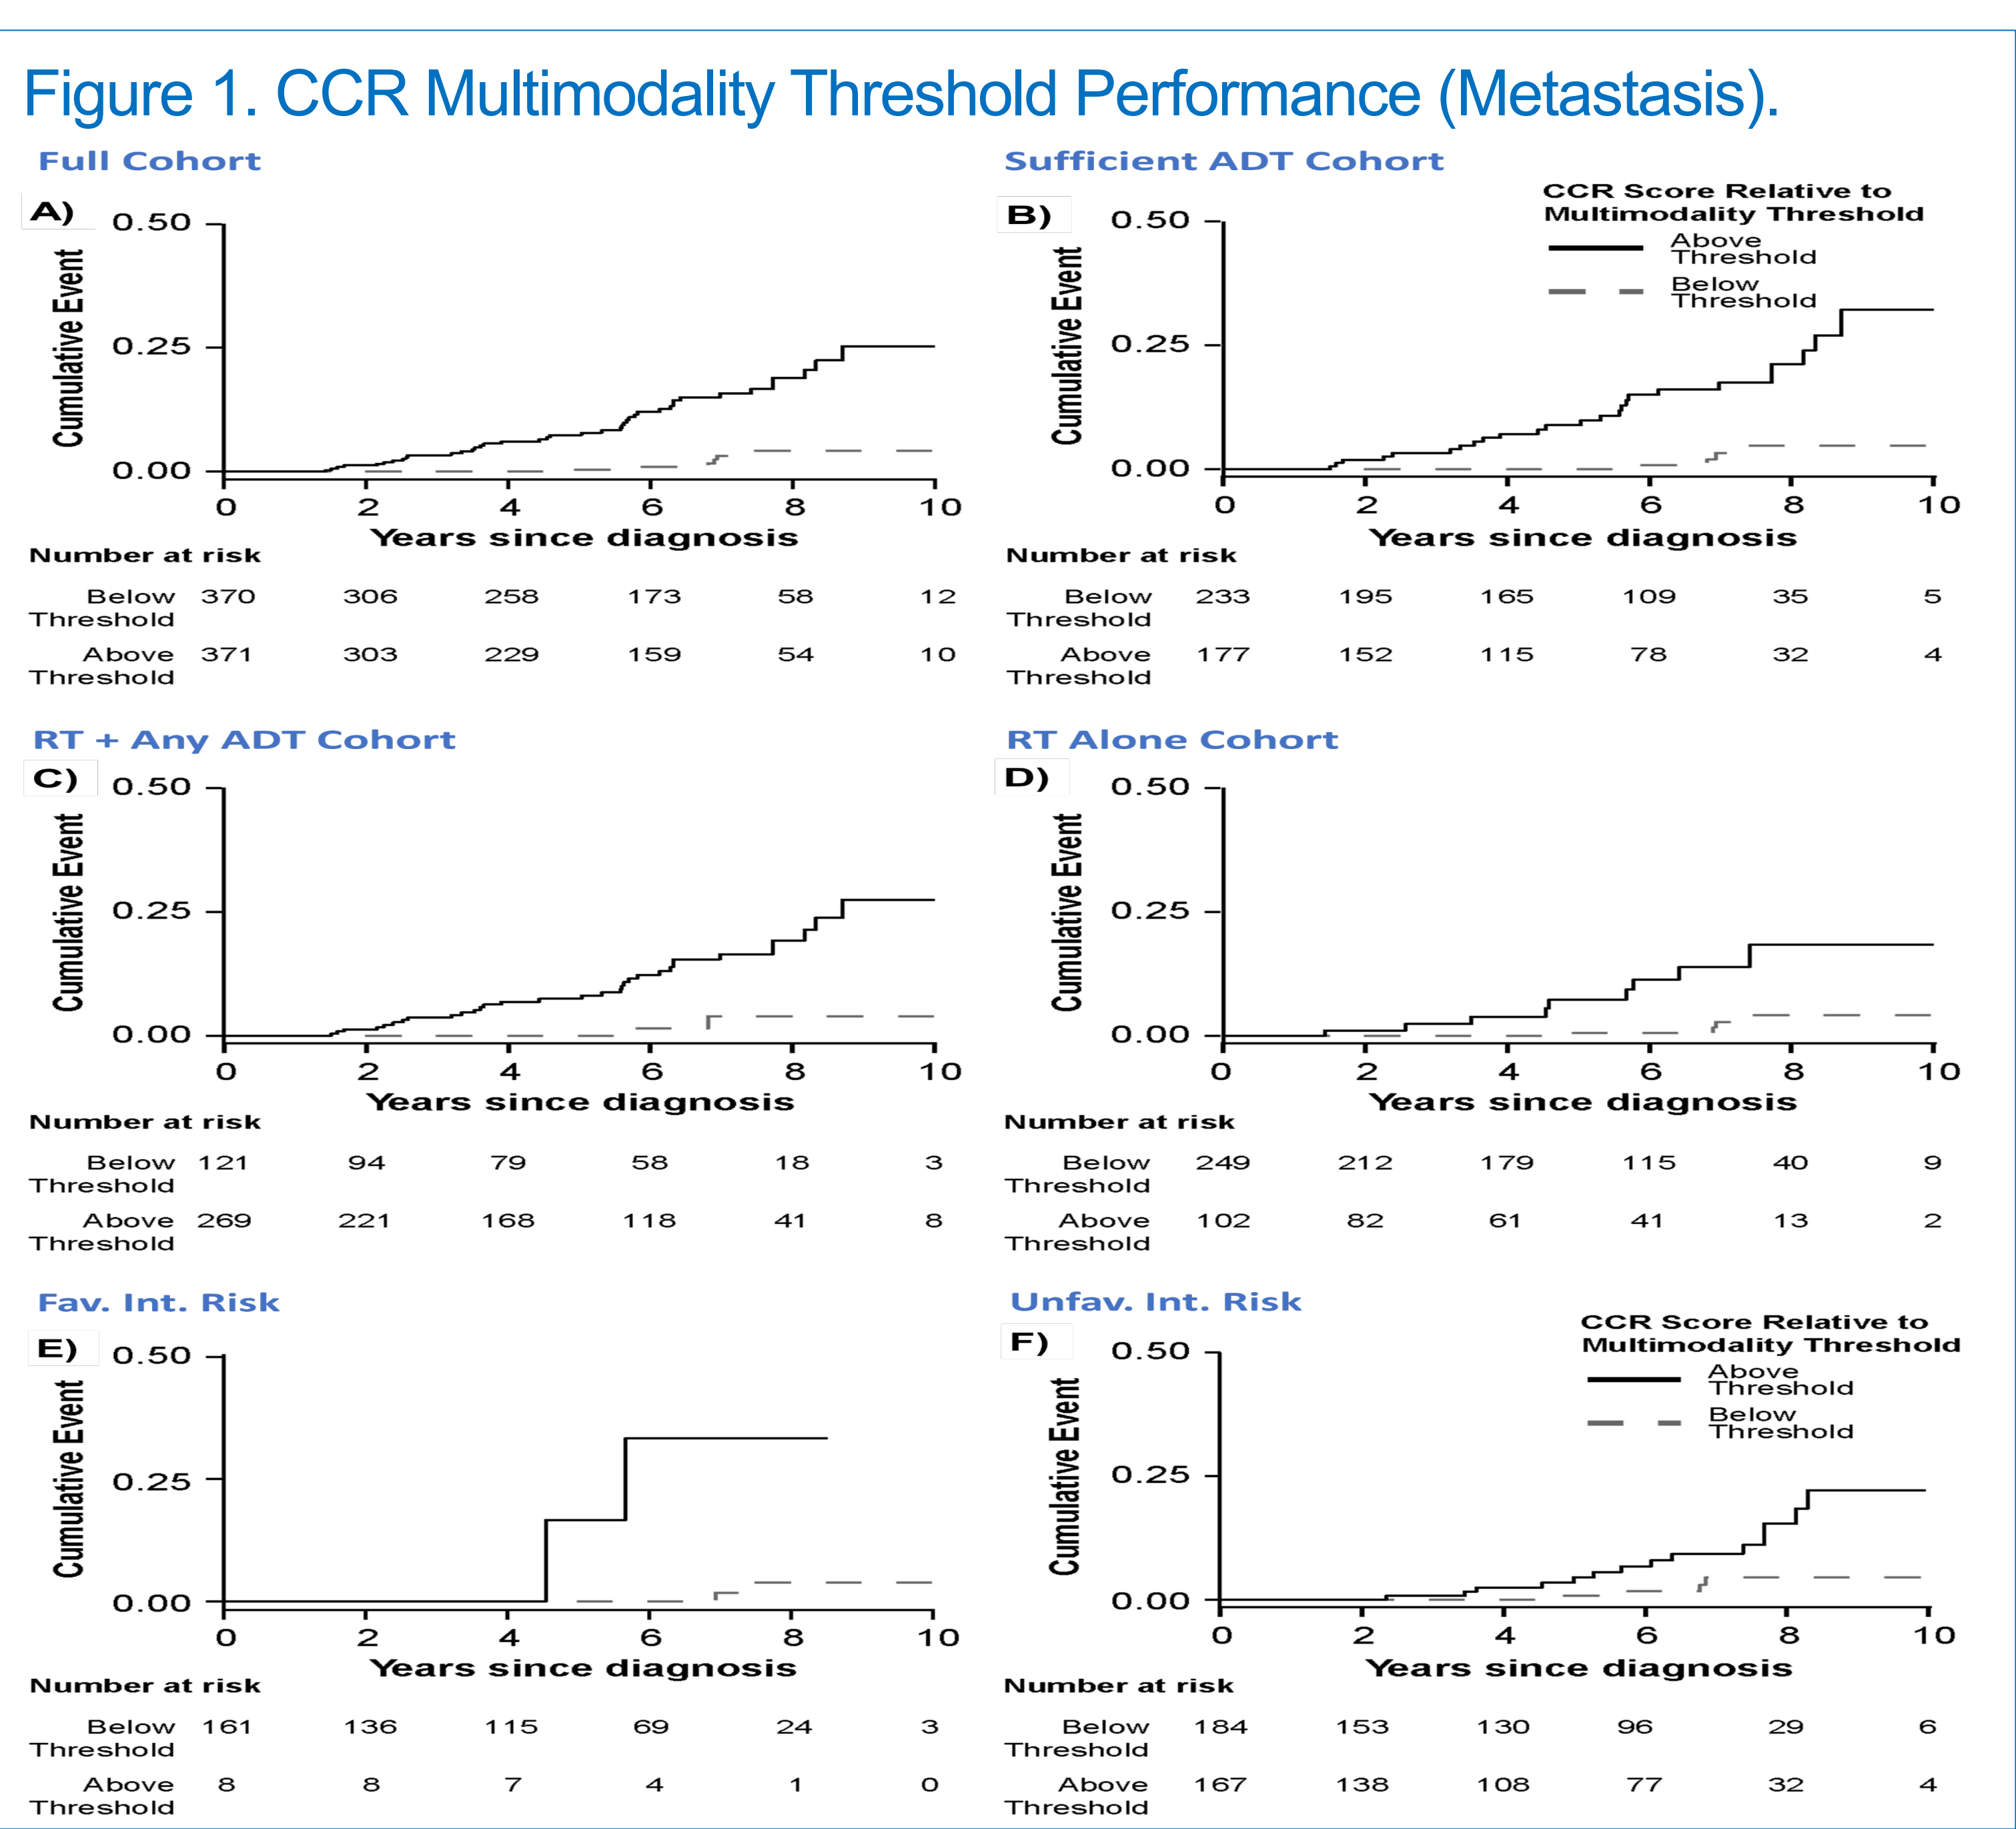 Figure 1. CCR Multimodality Threshold Performance (Metastasis).
Full Cohort
A)
Cumulative Event
0.50
0.25
0.00
0 2 4 6 8 10
Years since diagnosis
Number at risk
Below Threshold 370 306 258 173 58 12
Above Threshold 371 303 229 159 54 10
Sufficient ADT Cohort
B)
CCR Score Relative to
Multimodality Threshold
Above
Threshold
Below
Threshold
Cumulative Event
0.50
0.25
0.00
0 2 4 6 8 10
Years since diagnosis
Number at risk
Below Threshold 233 195 165 109 35 5
Above Threshold 177 152 115 78 32 4
RT + Any ADT Cohort
C)
Cumulative Event
0.50
0.25
0.00
0 2 4 6 8 10
Years since diagnosis
Number at risk
Below Threshold 121 94 79 58 18 3
Above Threshold 269 221 168 118 41 8
RT Alone Cohort
D)
Cumulative Event
0.50
0.25
0.00
0 2 4 6 8 10
Years since diagnosis
Number at risk
Below Threshold 249 212 179 115 40 9
Above Threshold 102 82 61 41 13 2
Fav. Int. Risk
E)
Cumulative Event
0.50
0.25
0.00
0 2 4 6 8 10
Years since diagnosis
Number at risk
Below Threshold 161 136 115 69 24 3
Above Threshold 8 8 7 4 1 0
Unfav. Int. Risk
F)
CCR Score Relative to
Multimodality Threshold
Above
Threshold
Below
Threshold
Cumulative Event
0.50
0.25
0.00
0 2 4 6 8 10
Years since diagnosis
Number at risk
Below Threshold 184 153 130 96 29 6
Above Threshold 167 138 108 77 32 4